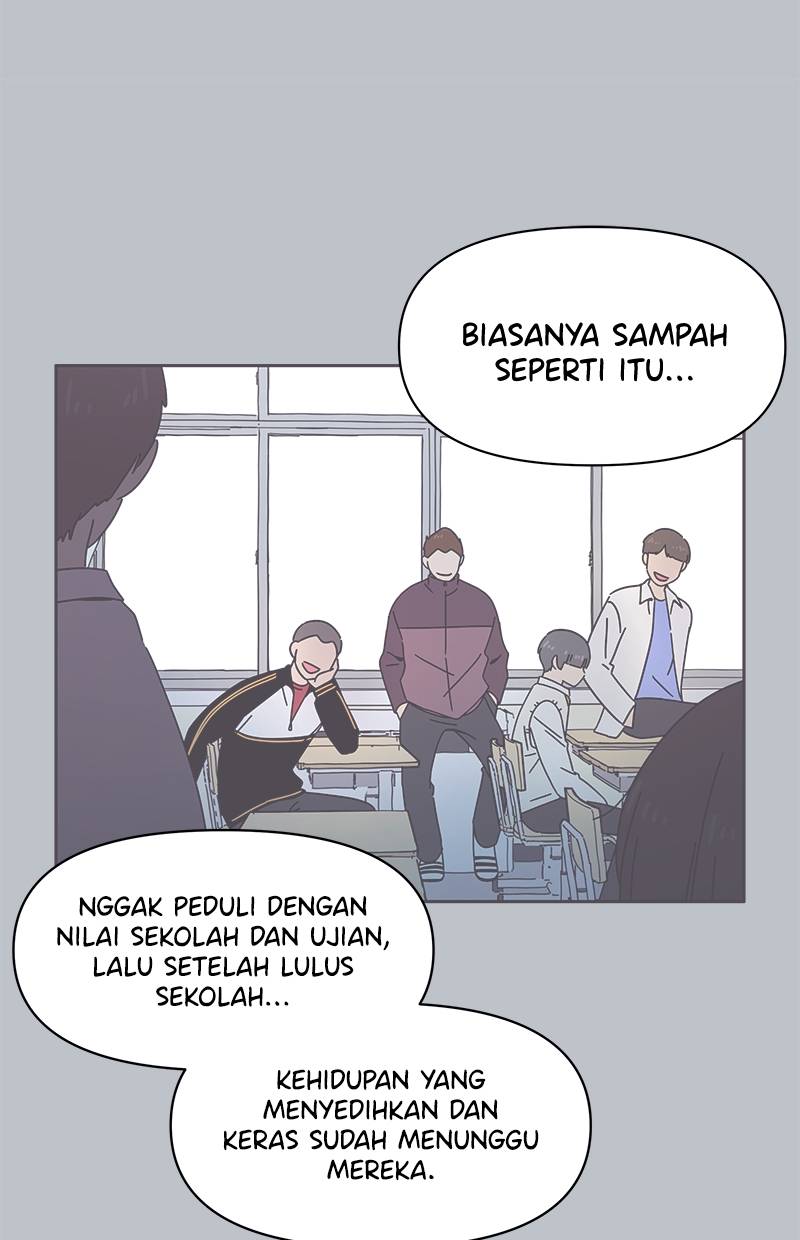 BIASANYA SAMPAH
SEPERTI ITU...
NGGAK PEDULI DENGAN
NILAI SEKOLAH DAN UJIAN,
LALU SETELAH LULUS
SEKOLAH...
KEHIDUPAN YANG
MENYEDIHKAN DAN
KERAS SUDAH MENUNGGU
MEREKA.